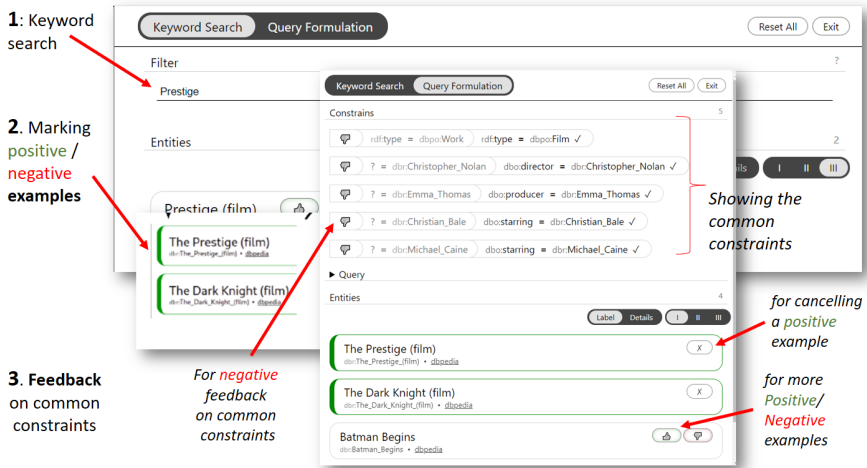 1: Keyword
search
Keyword Search Query Formulation
Reset All Exit
Filter ?
Prestige
2. Marking
positive /
negative
examples
Entities 2
ils I II III
Prestige (film)
The Prestige (film)
dbr:The_Prestige_(film) • dbpedia
The Dark Knight (film)
dbr:The_Dark_Knight_(film) • dbpedia
Keyword Search Query Formulation
Reset All Exit
Constrains 5
rdf:type = dbpo:Work rdf:type = dbpo:Film ✓
? = dbr:Christopher_Nolan dbo:director = dbr:Christopher_Nolan ✓
? = dbr:Emma_Thomas dbo:producer = dbr:Emma_Thomas ✓
? = dbr:Christian_Bale dbo:starring = dbr:Christian_Bale ✓
? = dbr:Michael_Caine dbo:starring = dbr:Michael_Caine ✓
Showing the
common
constraints
▶ Query
Entities 4
Label Details I II III
The Prestige (film)
dbr:The_Prestige_(film) • dbpedia
X
The Dark Knight (film)
dbr:The_Dark_Knight_(film) • dbpedia
X
Batman Begins
dbr:Batman_Begins • dbpedia
for cancelling
a positive
example
for more
Positive/
Negative
examples
3. Feedback
on common
constraints
For negative
feedback
on common
constraints